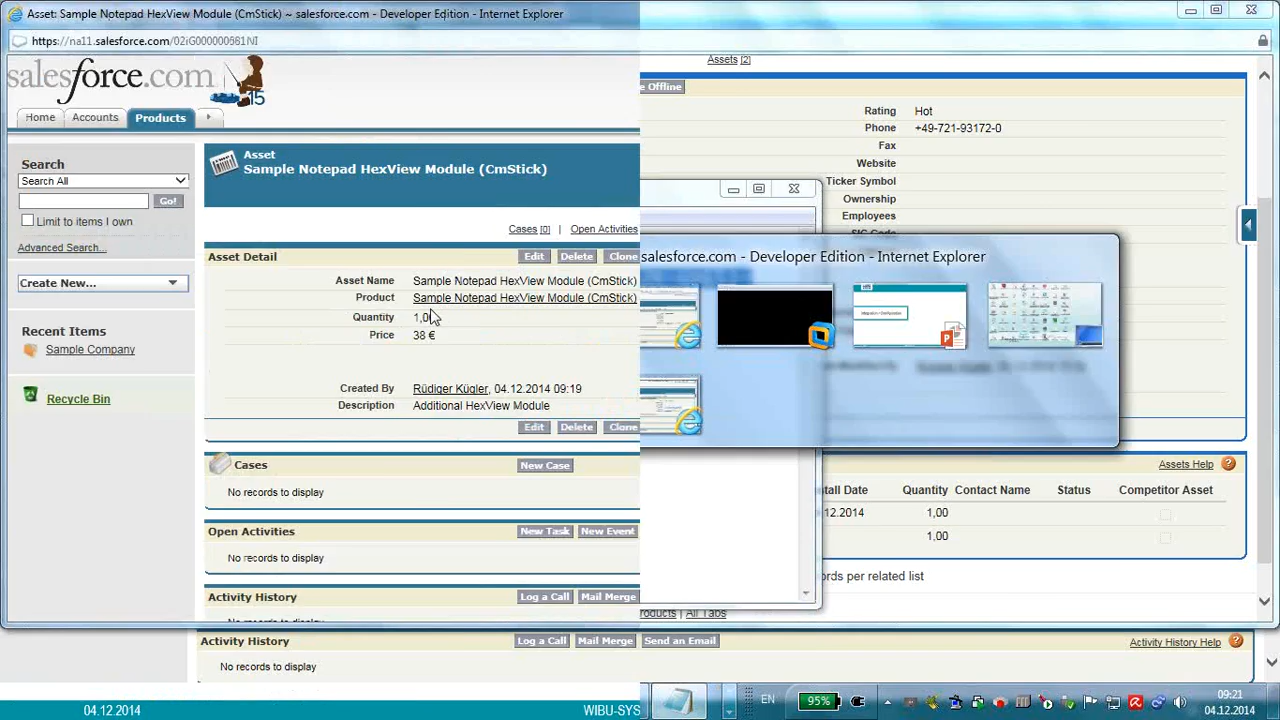 Asset: Sample Notepad HexView Module (CmStick) ~ salesforce.com - Developer Edition - Internet Explorer
salesforce.com
15
Home
Accounts
Products
Search
Search All
Go!
Limit to items I own
Advanced Search...
Create New...
Recent Items
Sample Company
Recycle Bin
Asset
Sample Notepad HexView Module (CmStick)
Cases [0] | Open Activities
Asset Detail
Edit
Delete
Clone
Asset Name Sample Notepad HexView Module (CmStick)
Product Sample Notepad HexView Module (CmStick)
Quantity
Price 38 €
Created By Rüdiger Kügler, 04.12.2014 09:19
Description Additional HexView Module
Edit
Delete
Clone
Cases
New Case
No records to display
Open Activities
New Task
New Event
No records to display
Activity History
Log a Call
Mail Merge
Activity History
Log a Call
Mail Merge
Send an Email
Activity History Help
No records to display
Assets [2]
e Offline
Rating Hot
Phone +49-721-93172-0
Fax
Website
Ticker Symbol
Ownership
Employees
salesforce.com - Developer Edition - Internet Explorer
Assets Help
tall Date Quantity Contact Name Status Competitor Asset
.12.2014 1,00
1,00
ords per related list
roducts | All Tabs
04.12.2014
WIBU-SYS
EN
95%
09:21
04.12.2014